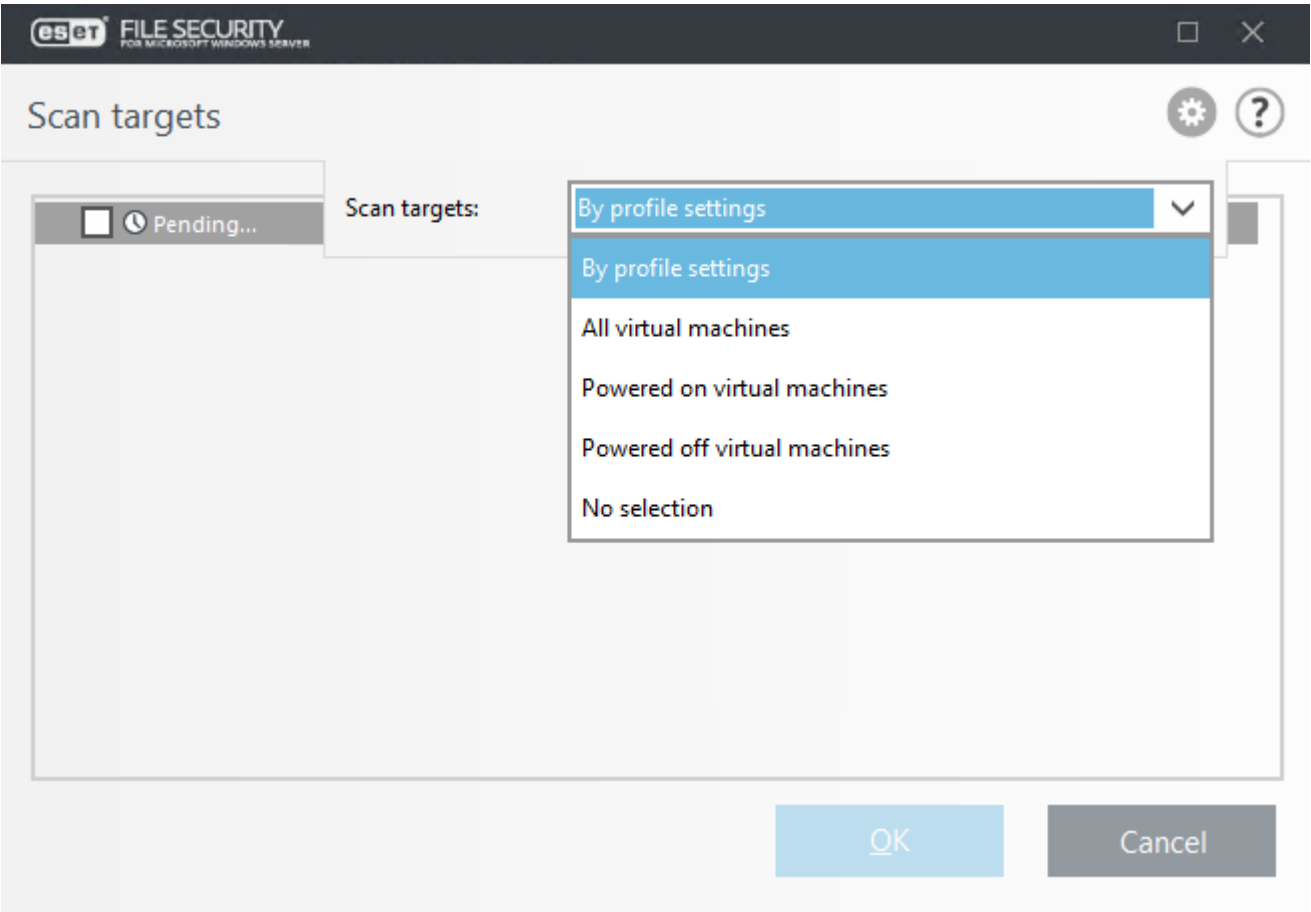 eset FILE SECURITY
FOR MICROSOFT WINDOWS SERVER
Scan targets
?
Pending...
Scan targets:
By profile settings
By profile settings
All virtual machines
Powered on virtual machines
Powered off virtual machines
No selection
OK
Cancel